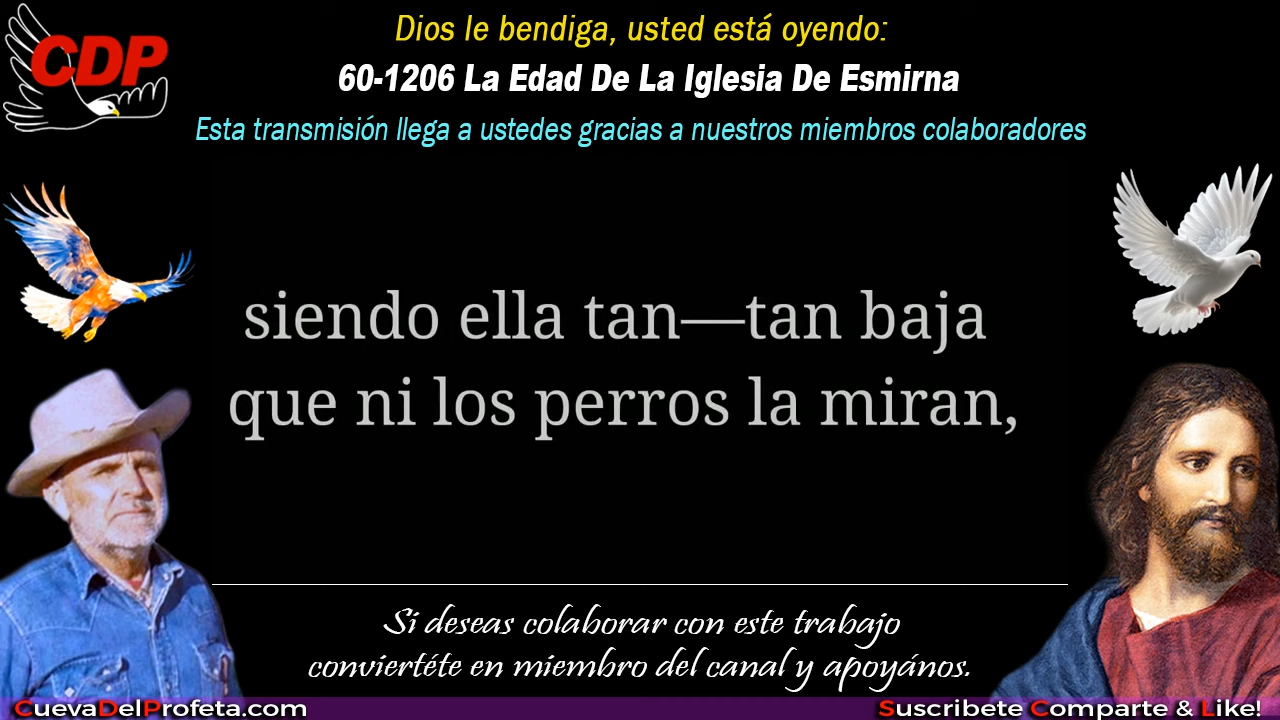 CDP
Dios le bendiga, usted está oyendo:
60-1206 La Edad De La Iglesia De Esmirna
Esta transmisión llega a ustedes gracias a nuestros miembros colaboradores
siendo ella tan—tan baja
que ni los perros la miran,
Si deseas colaborar con este trabajo
conviertéte en miembro del canal y apoyános.
CuevaDelProfeta.com
Suscribete Comparte & Like!